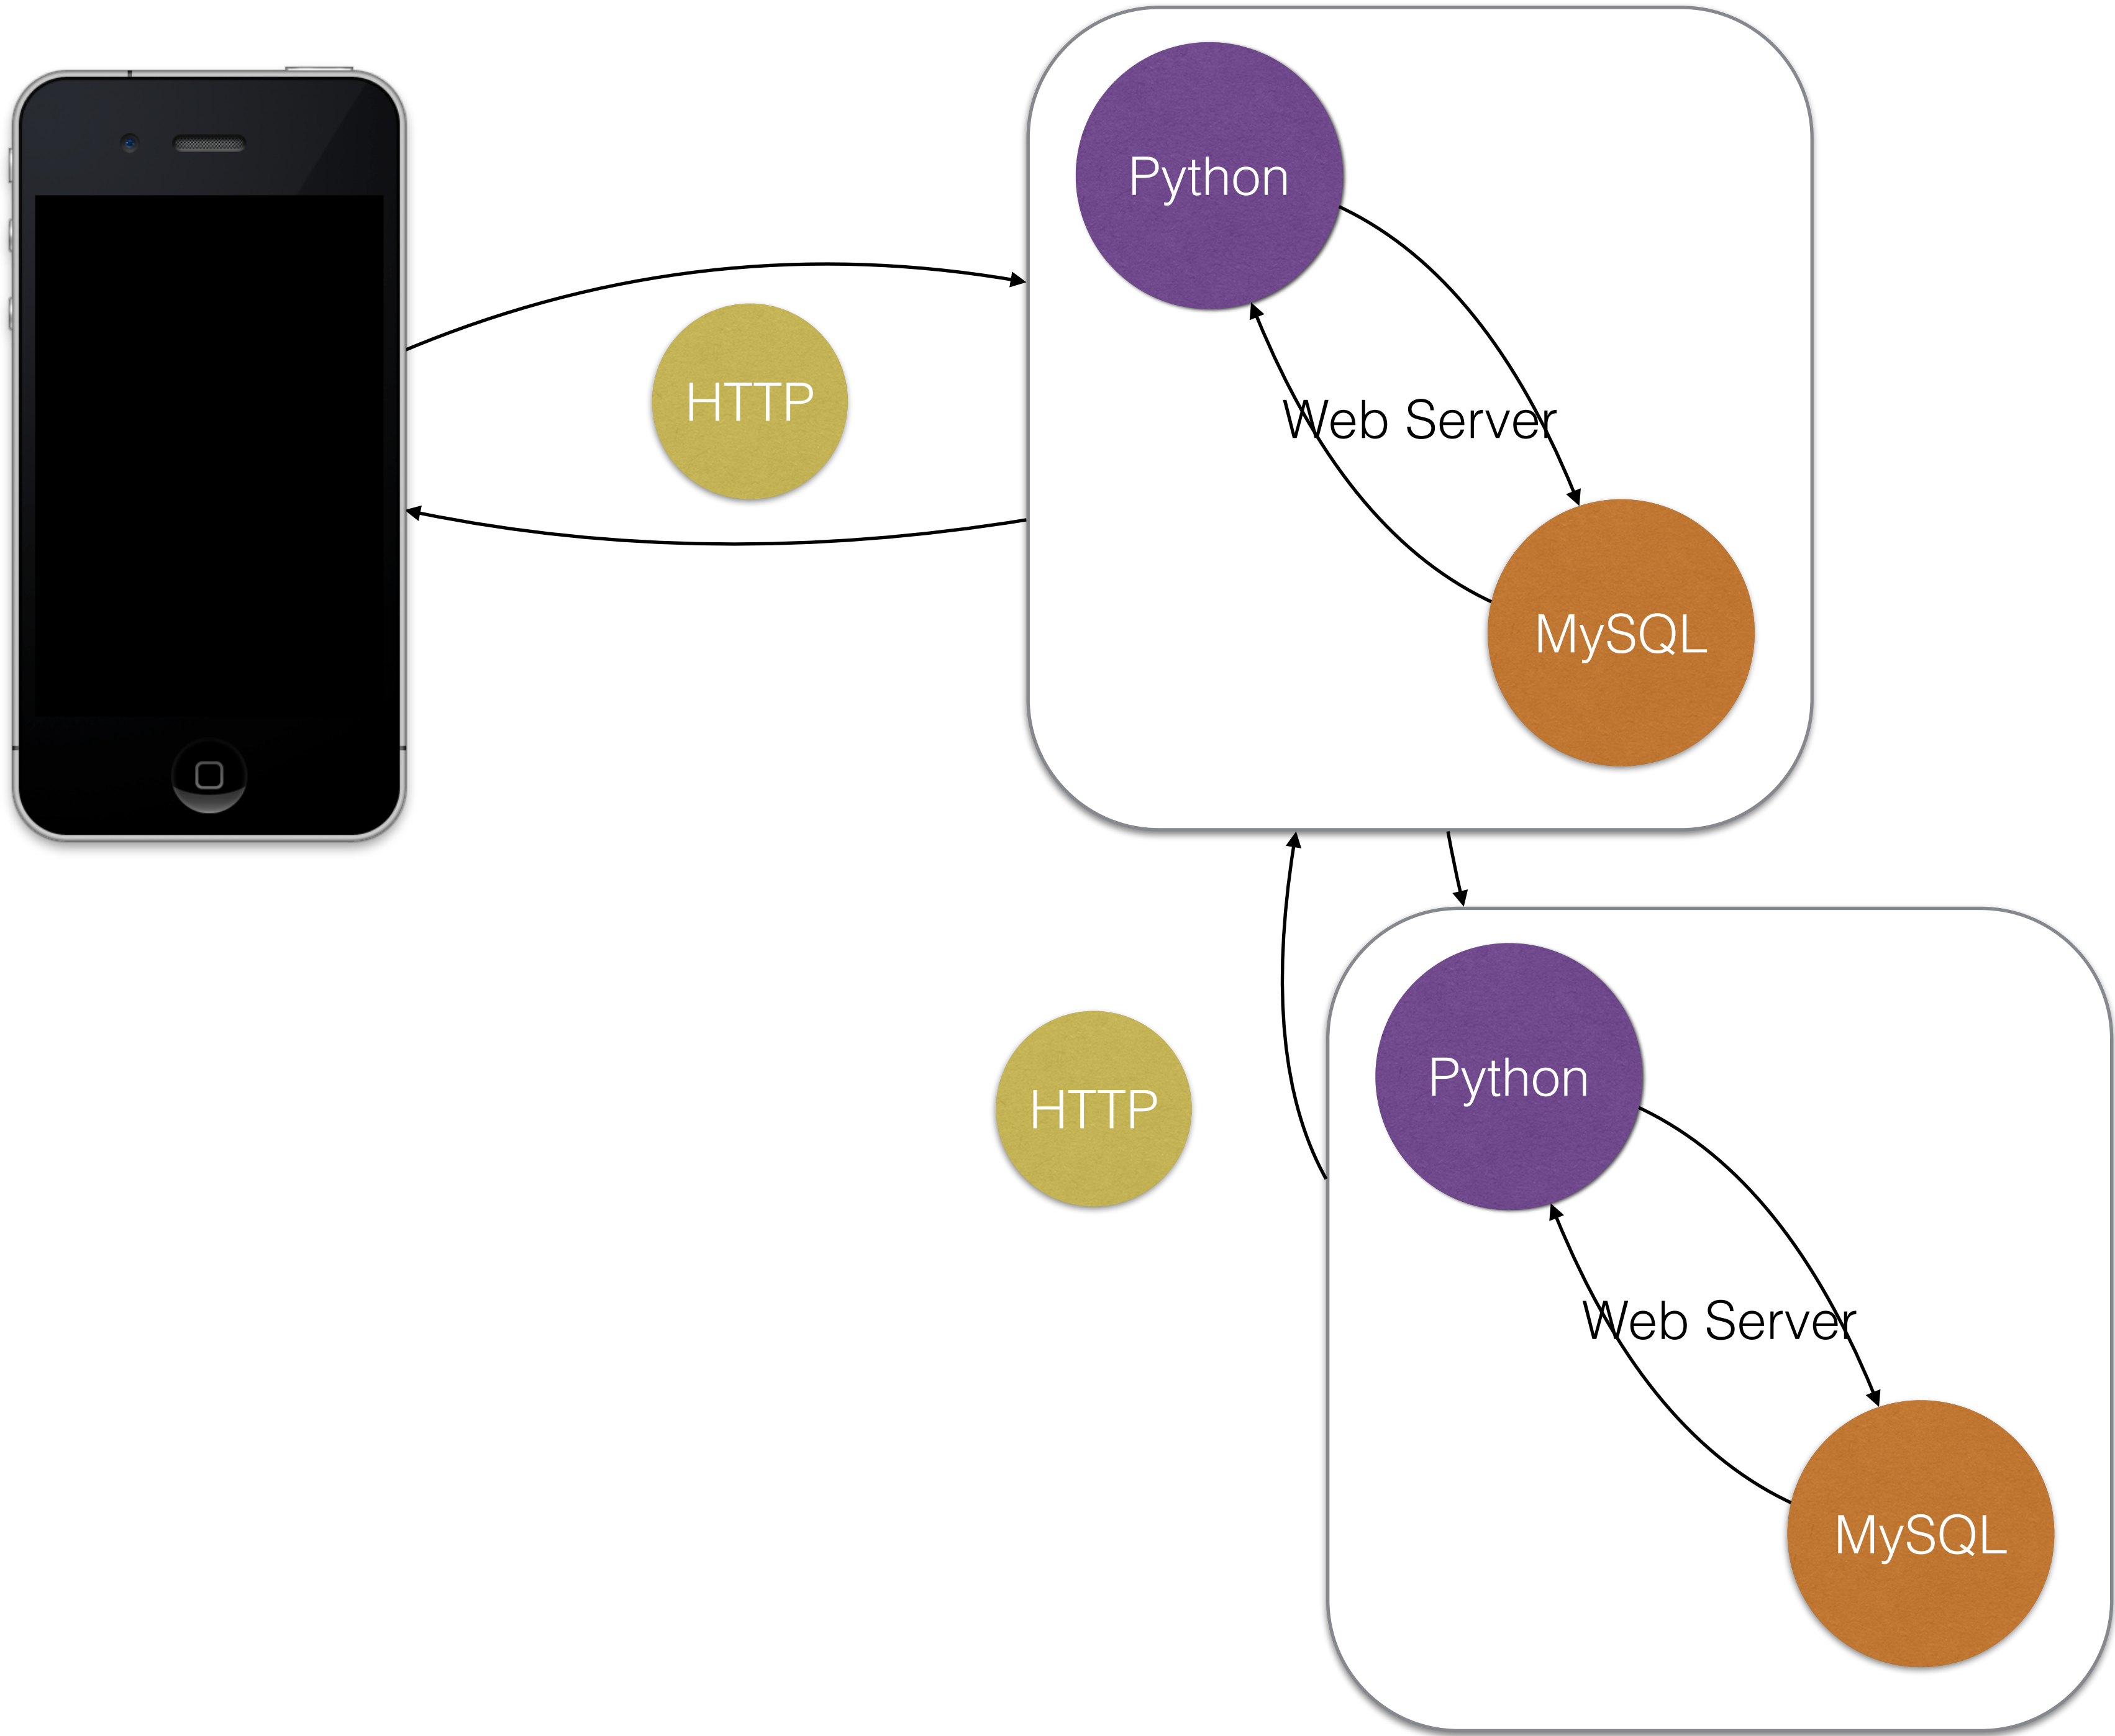 Python
HTTP
Web Server
MySQL
Python
HTTP
Web Server
MySQL